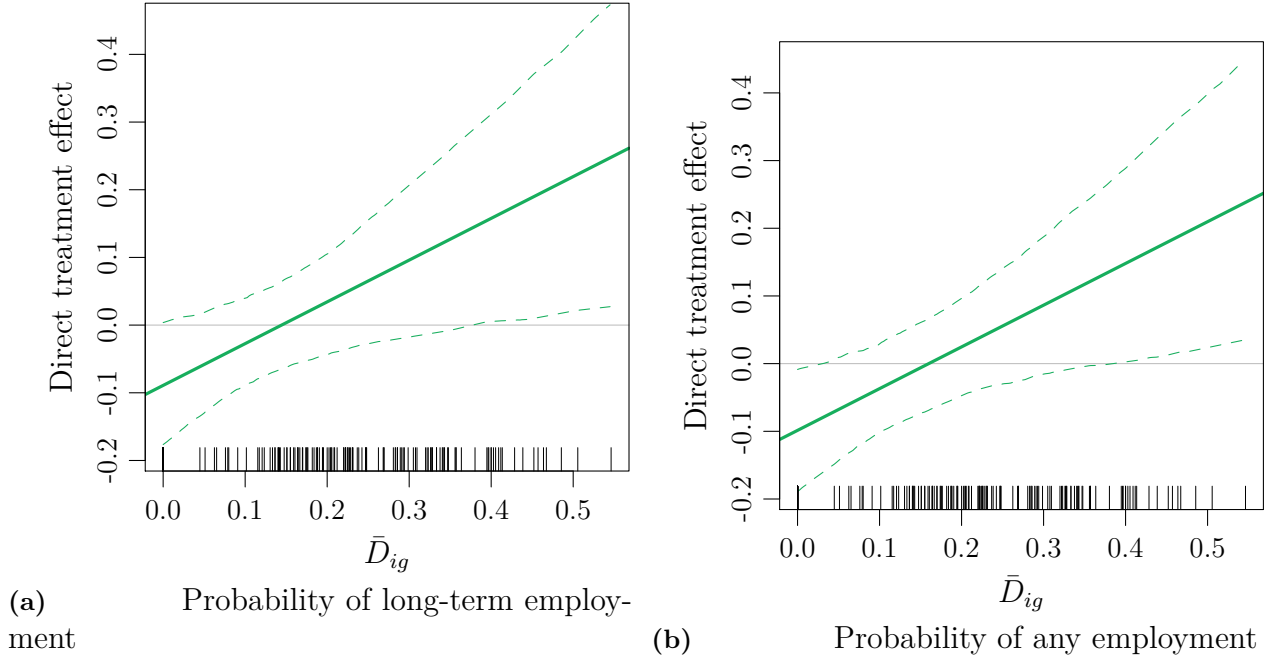 Direct treatment effect
0.4
0.3
0.2
0.1
0.0
-0.1
-0.2
0.0 0.1 0.2 0.3 0.4 0.5
D̄ig
(a) Probability of long-term employ-
ment
Direct treatment effect
0.4
0.3
0.2
0.1
0.0
-0.1
-0.2
0.0 0.1 0.2 0.3 0.4 0.5
D̄ig
(b) Probability of any employment